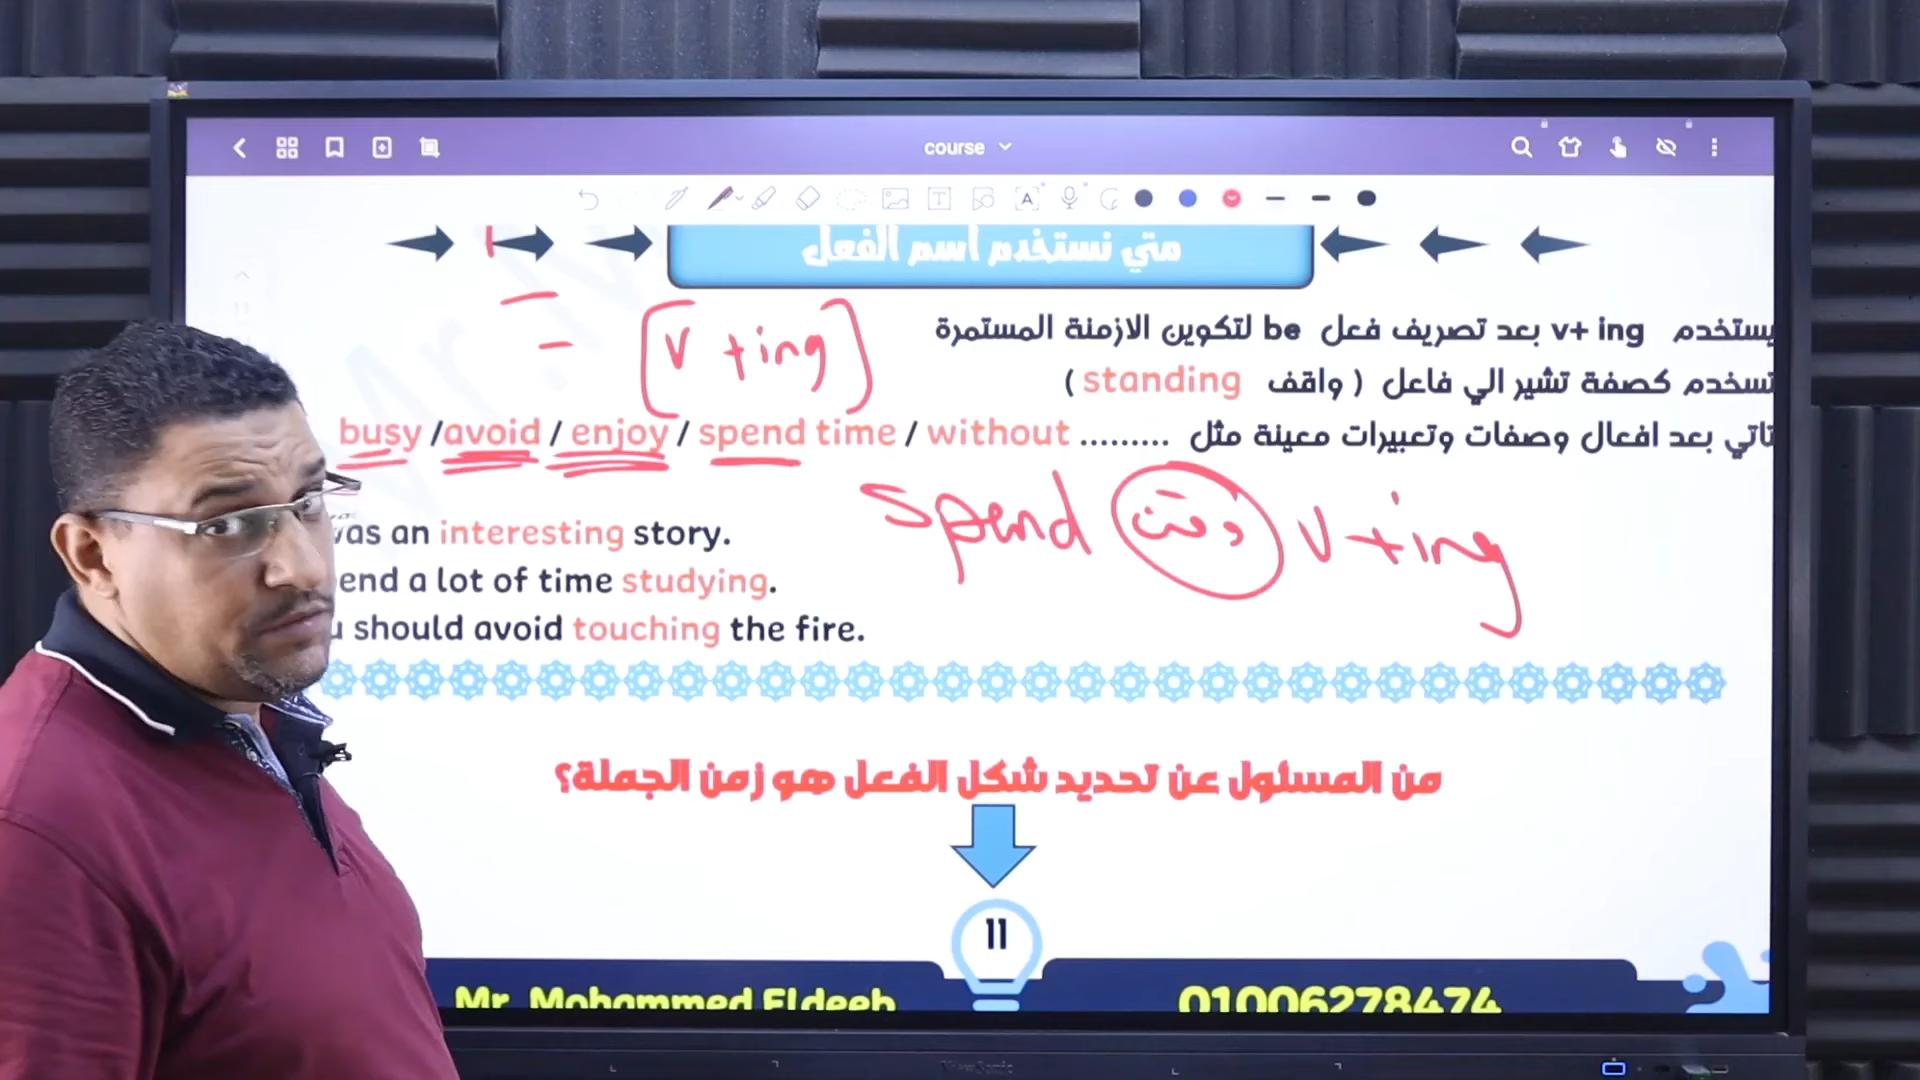 course
متي نستخدم اسم الفعل
يستخدم v+ ing بعد تصريف فعل be لتكوين الازمنة المستمرة
[v +ing]
تسخدم كصفة تشير الي فاعل ( واقف standing )
تاتي بعد افعال وصفات وتعبيرات معينة مثل ......... busy /avoid / enjoy / spend time / without
spend وقت v+ing
was an interesting story.
end a lot of time studying.
u should avoid touching the fire.
من المسئول عن تحديد شكل الفعل هو زمن الجملة؟
11
Mr. Mohammed Eldeeb
01006278474
ViewSonic